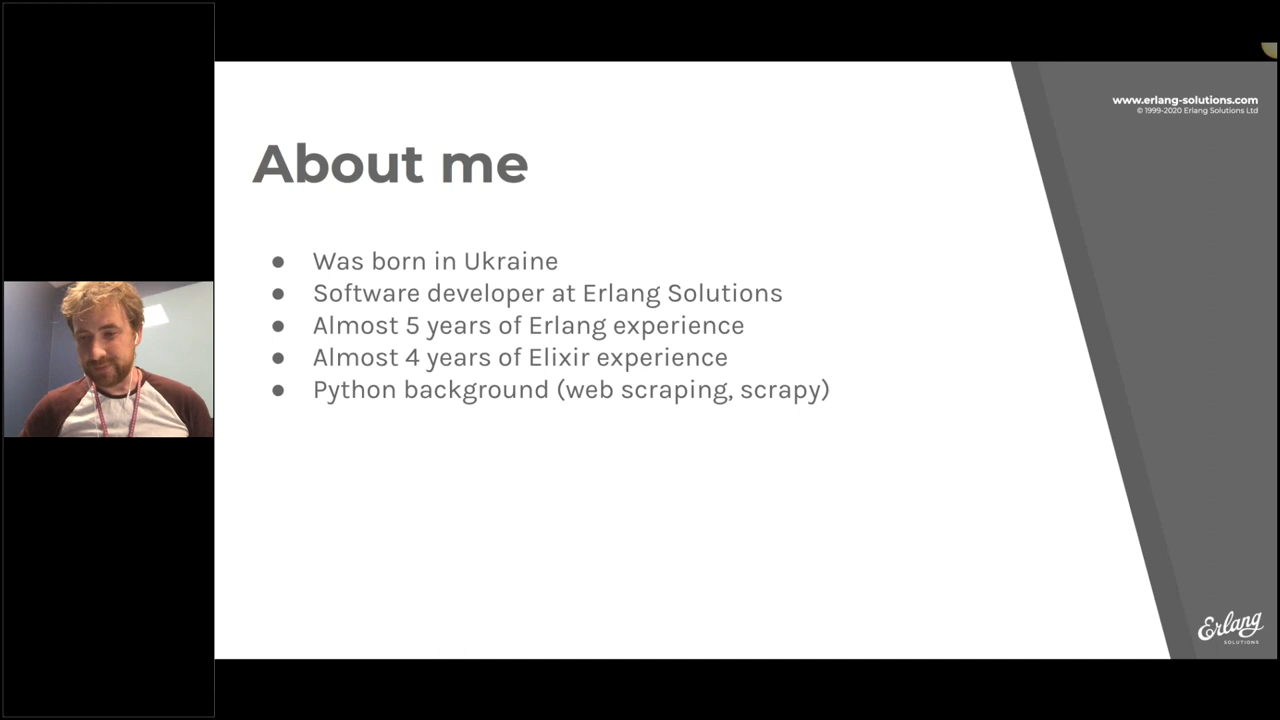 www.erlang-solutions.com
© 1999-2020 Erlang Solutions Ltd
About me
● Was born in Ukraine
● Software developer at Erlang Solutions
● Almost 5 years of Erlang experience
● Almost 4 years of Elixir experience
● Python background (web scraping, scrapy)
Erlang
SOLUTIONS